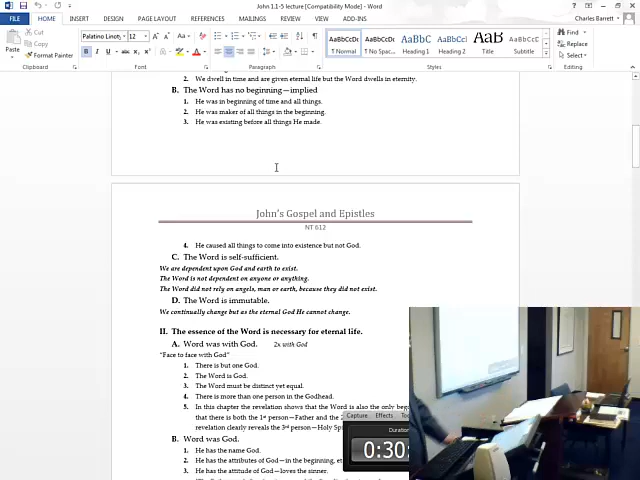 John 1.1-5 lecture [Compatibility Mode] - Word
FILE HOME INSERT DESIGN PAGE LAYOUT REFERENCES MAILINGS REVIEW VIEW ADD-INS Charles Barrett
Cut
Copy
Format Painter
Paste
Palatino Linoty 12
AaBbCcDc AaBbCcDc AaBbC AaBbCcl AaB AaBbCcD
¶ Normal ¶ No Spac... Heading 1 Heading 2 Title Subtitle
Find
Replace
Select
Clipboard Font Paragraph Styles Editing
2. We dwell in time and are given eternal life but the Word dwells in eternity.
B. The Word has no beginning—implied
1. He was in beginning of time and all things.
2. He was maker of all things in the beginning.
3. He was existing before all things He made.
John's Gospel and Epistles
NT 612
4. He caused all things to come into existence but not God.
C. The Word is self-sufficient.
We are dependent upon God and earth to exist.
The Word is not dependent on anyone or anything.
The Word did not rely on angels, man or earth, because they did not exist.
D. The Word is immutable.
We continually change but as the eternal God He cannot change.
II. The essence of the Word is necessary for eternal life.
A. Word was with God. 2x with God
"Face to face with God"
1. There is but one God.
2. The Word is God.
3. The Word must be distinct yet equal.
4. There is more than one person in the Godhead.
5. In this chapter the revelation shows that the Word is also the only beg
that there is both the 1st person—Father and the 2
revelation clearly reveals the 3rd person—Holy Spi
B. Word was God.
1. He has the name God.
2. He has the attributes of God—in the beginning, et
3. He has the attitude of God—loves the sinner.
Capture Effects
Duration
0:30: